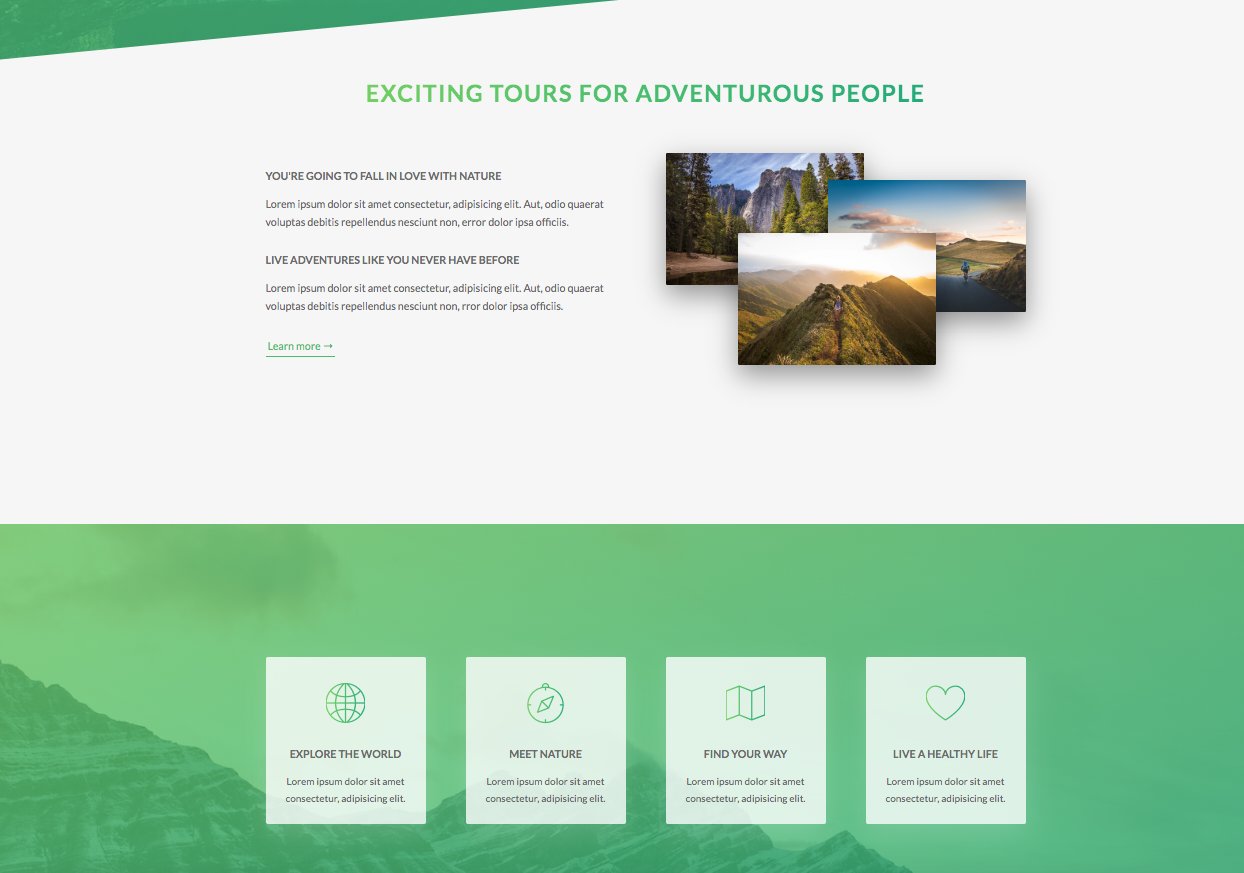 EXCITING TOURS FOR ADVENTUROUS PEOPLE
YOU'RE GOING TO FALL IN LOVE WITH NATURE
Lorem ipsum dolor sit amet consectetur, adipisicing elit. Aut, odio quaerat
voluptas debitis repellendus nesciunt non, error dolor ipsa officiis.
LIVE ADVENTURES LIKE YOU NEVER HAVE BEFORE
Lorem ipsum dolor sit amet consectetur, adipisicing elit. Aut, odio quaerat
voluptas debitis repellendus nesciunt non, rror dolor ipsa officiis.
Learn more →
EXPLORE THE WORLD
Lorem ipsum dolor sit amet
consectetur, adipisicing elit.
MEET NATURE
Lorem ipsum dolor sit amet
consectetur, adipisicing elit.
FIND YOUR WAY
Lorem ipsum dolor sit amet
consectetur, adipisicing elit.
LIVE A HEALTHY LIFE
Lorem ipsum dolor sit amet
consectetur, adipisicing elit.